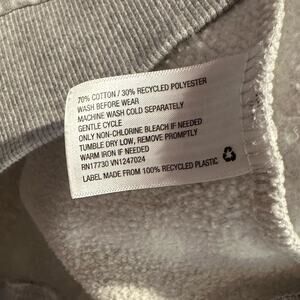 70% COTTON / 30% RECYCLED POLYESTER
WASH BEFORE WEAR
MACHINE WASH COLD SEPARATELY
GENTLE CYCLE
ONLY NON-CHLORINE BLEACH IF NEEDED
TUMBLE DRY LOW, REMOVE PROMPTLY
WARM IRON IF NEEDED
RN17730 VN1247024
LABEL MADE FROM 100% RECYCLED PLASTIC